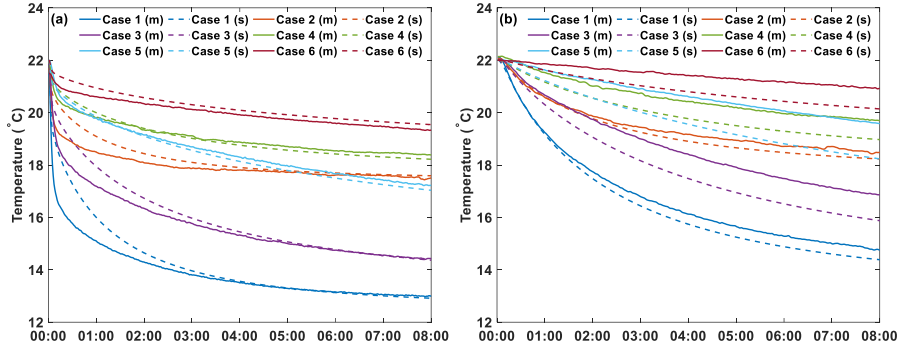 (a) Case 1 (m) Case 1 (s) Case 2 (m) Case 2 (s)
Case 3 (m) Case 3 (s) Case 4 (m) Case 4 (s)
Case 5 (m) Case 5 (s) Case 6 (m) Case 6 (s)
24
22
20
18
16
14
12
Temperature (°C)
00:00 01:00 02:00 03:00 04:00 05:00 06:00 07:00 08:00
(b) Case 1 (m) Case 1 (s) Case 2 (m) Case 2 (s)
Case 3 (m) Case 3 (s) Case 4 (m) Case 4 (s)
Case 5 (m) Case 5 (s) Case 6 (m) Case 6 (s)
24
22
20
18
16
14
12
Temperature (°C)
00:00 01:00 02:00 03:00 04:00 05:00 06:00 07:00 08:00